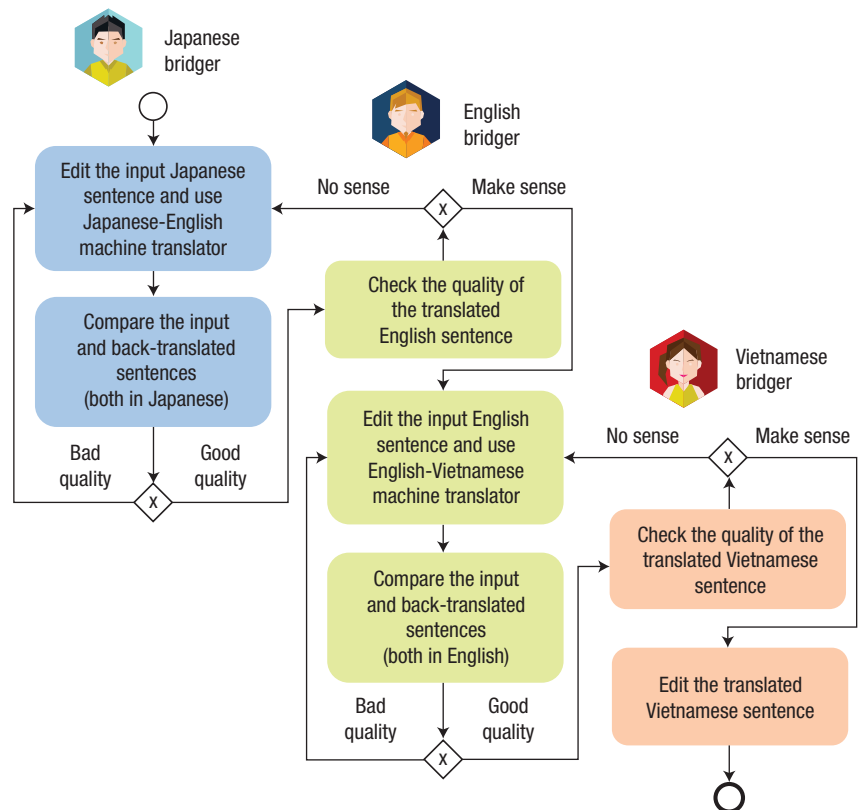 Japanese
bridger
English
bridger
Edit the input Japanese
sentence and use
Japanese-English
machine translator
No sense
X
Make sense
Check the quality of
the translated
English sentence
Compare the input
and back-translated
sentences
(both in Japanese)
Bad
quality
X
Good
quality
Vietnamese
bridger
Edit the input English
sentence and use
English-Vietnamese
machine translator
No sense
X
Make sense
Check the quality of the
translated Vietnamese
sentence
Compare the input
and back-translated
sentences
(both in English)
Bad
quality
X
Good
quality
Edit the translated
Vietnamese sentence